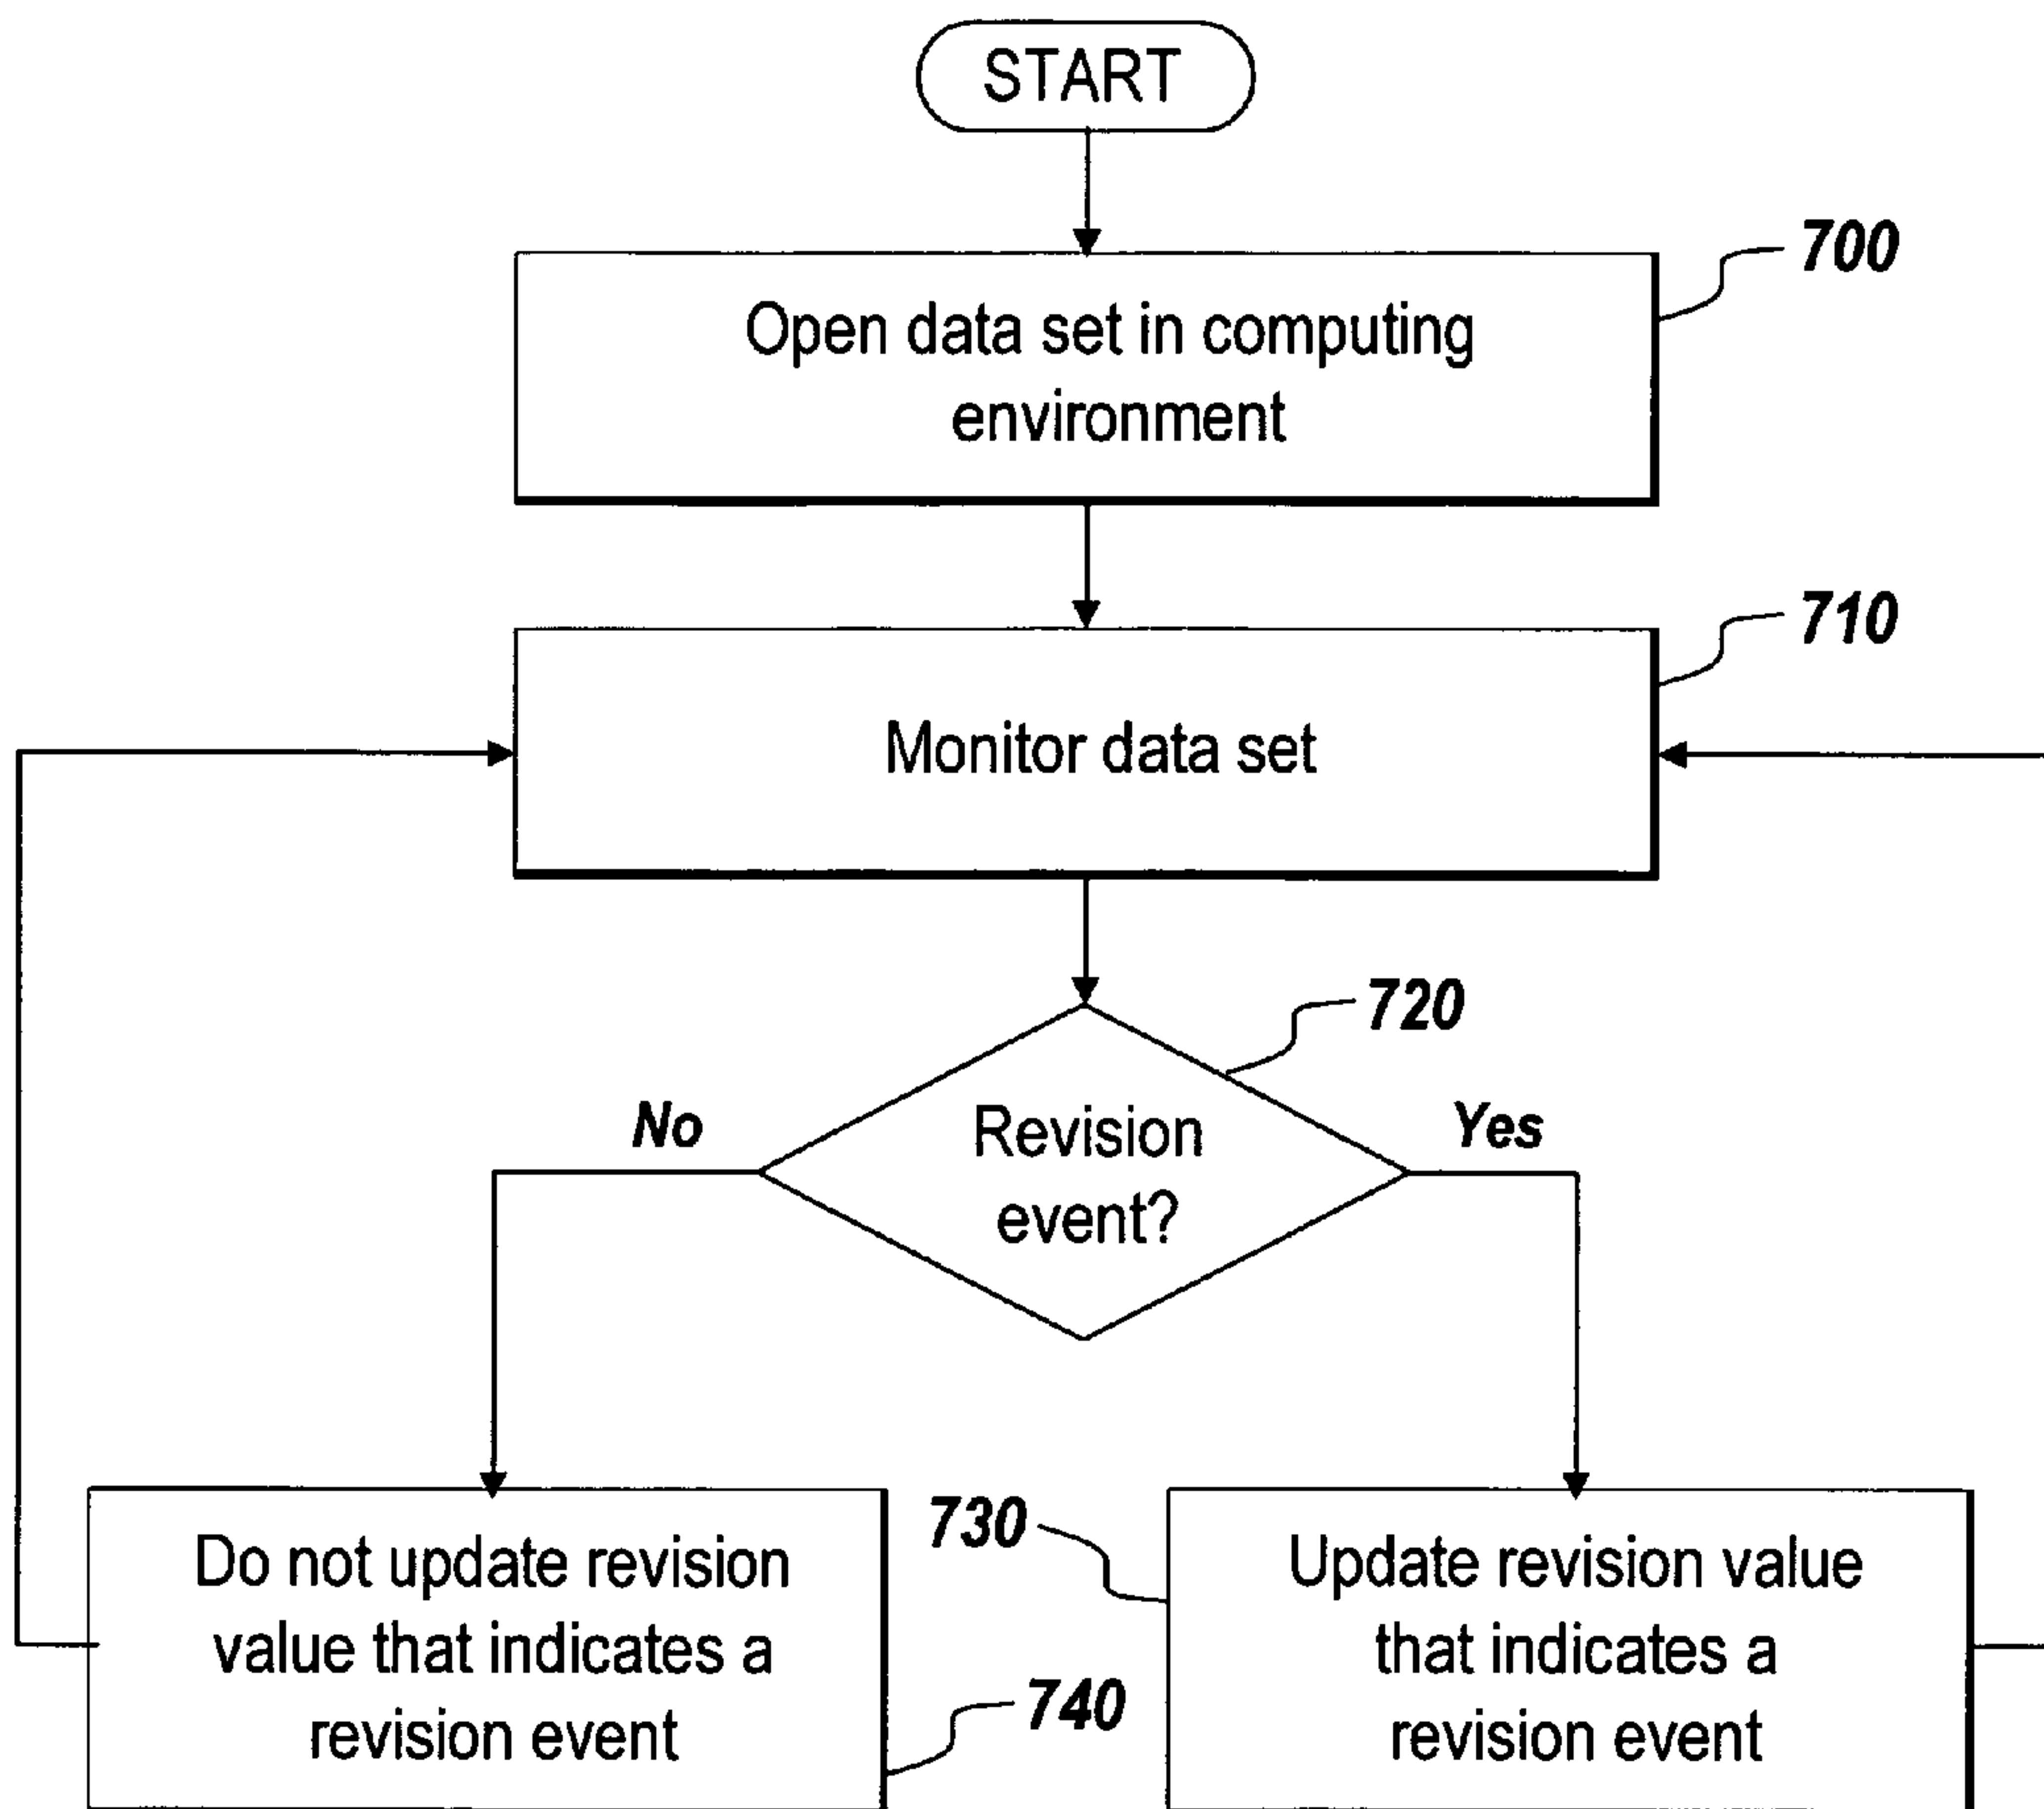 START
700
Open data set in computing
environment
710
Monitor data set
720
No
Revision
event?
Yes
Do not update revision
value that indicates a
revision event
740
730
Update revision value
that indicates a
revision event